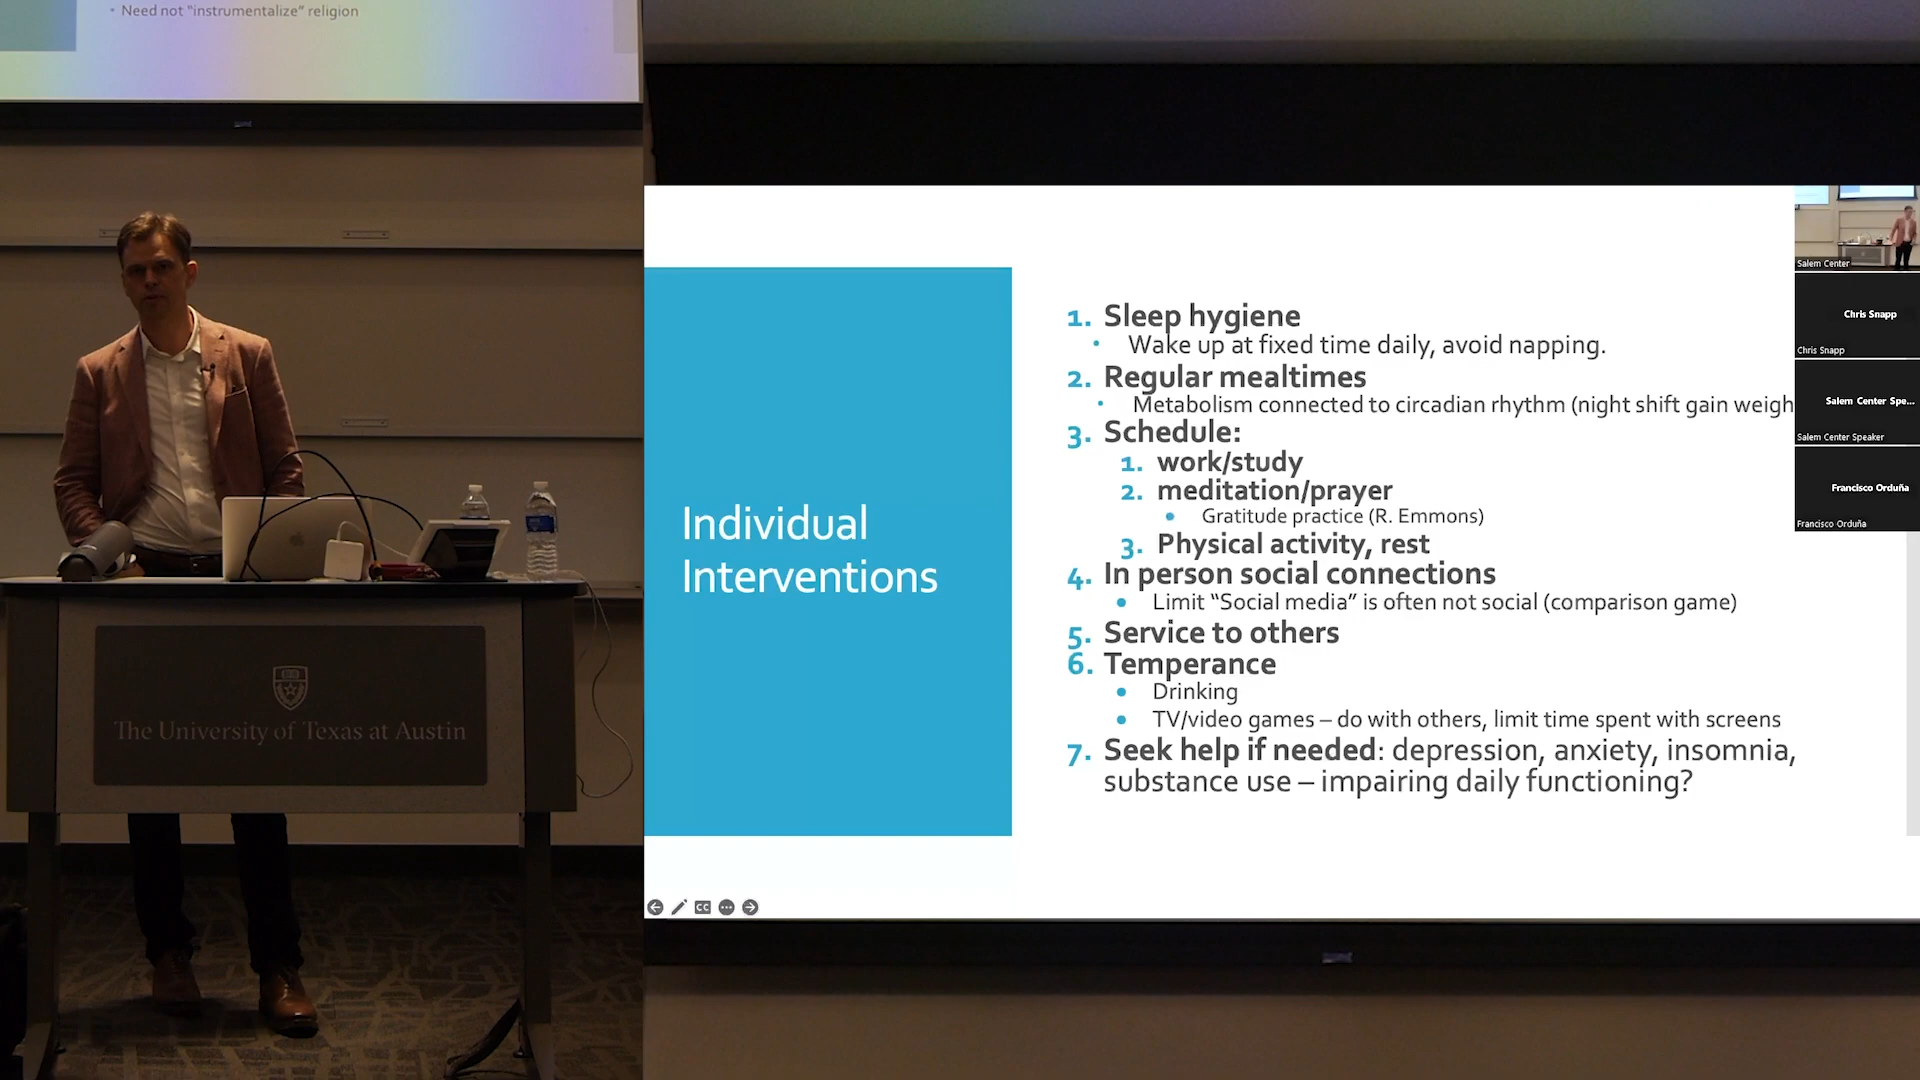 • Need not “instrumentalize” religion
The University of Texas at Austin
Individual
Interventions
1. Sleep hygiene
• Wake up at fixed time daily, avoid napping.
2. Regular mealtimes
• Metabolism connected to circadian rhythm (night shift gain weigh
3. Schedule:
1. work/study
2. meditation/prayer
• Gratitude practice (R. Emmons)
3. Physical activity, rest
4. In person social connections
• Limit “Social media” is often not social (comparison game)
5. Service to others
6. Temperance
• Drinking
• TV/video games – do with others, limit time spent with screens
7. Seek help if needed: depression, anxiety, insomnia,
substance use – impairing daily functioning?
CC
Salem Center
Chris Snapp
Chris Snapp
Salem Center Spe...
Salem Center Speaker
Francisco Orduña
Francisco Orduña